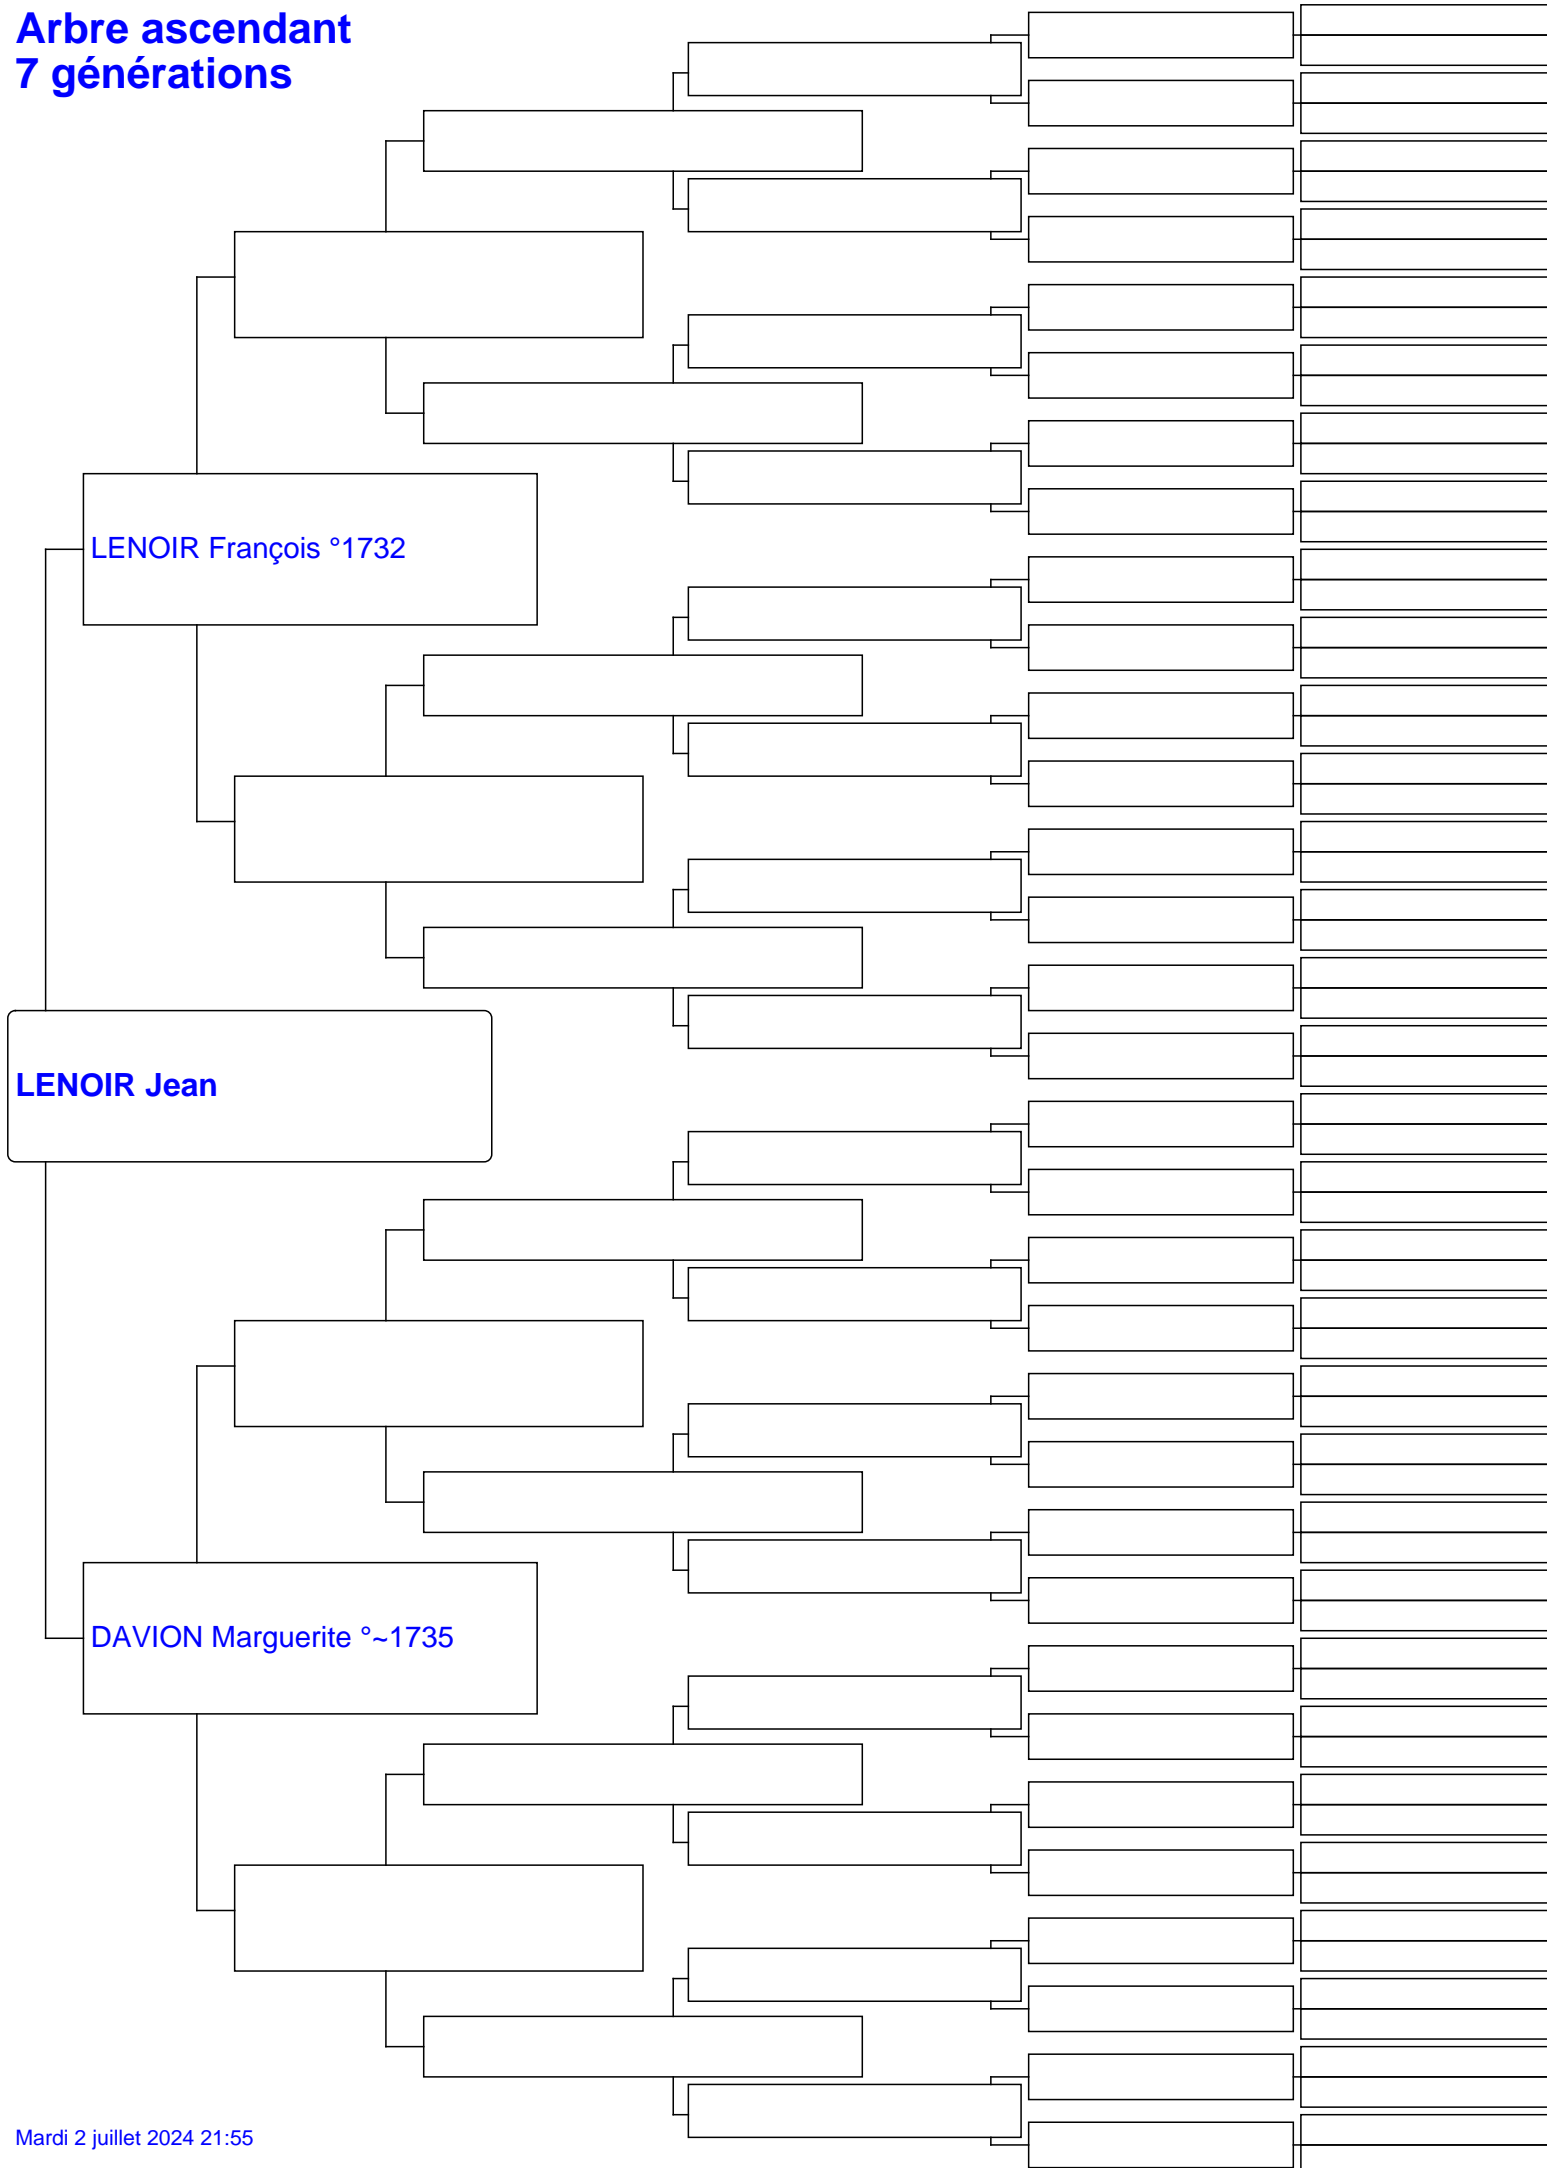 Arbre ascendant
7 générations
LENOIR François °1732
LENOIR Jean
DAVION Marguerite °~1735
Mardi 2 juillet 2024 21:55